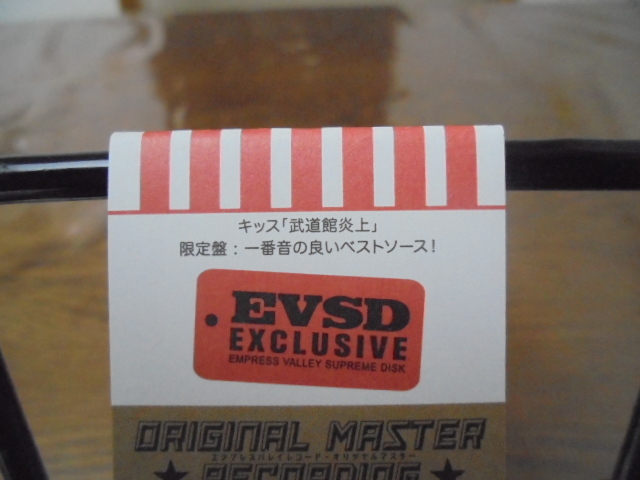 キッス「武道館炎上」
限定盤：一番音の良いベストソース！
EVSD
EXCLUSIVE
EMPRESS VALLEY SUPREME DISK
ORIGINAL MASTER
エンプレスバレイレコード・オリジナルマスター
RECORDING